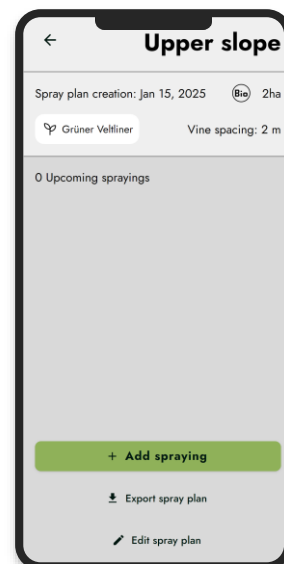 Upper slope
Spray plan creation: Jan 15, 2025 Bio 2ha
Grüner Veltliner Vine spacing: 2 m
0 Upcoming sprayings
+ Add spraying
Export spray plan
Edit spray plan